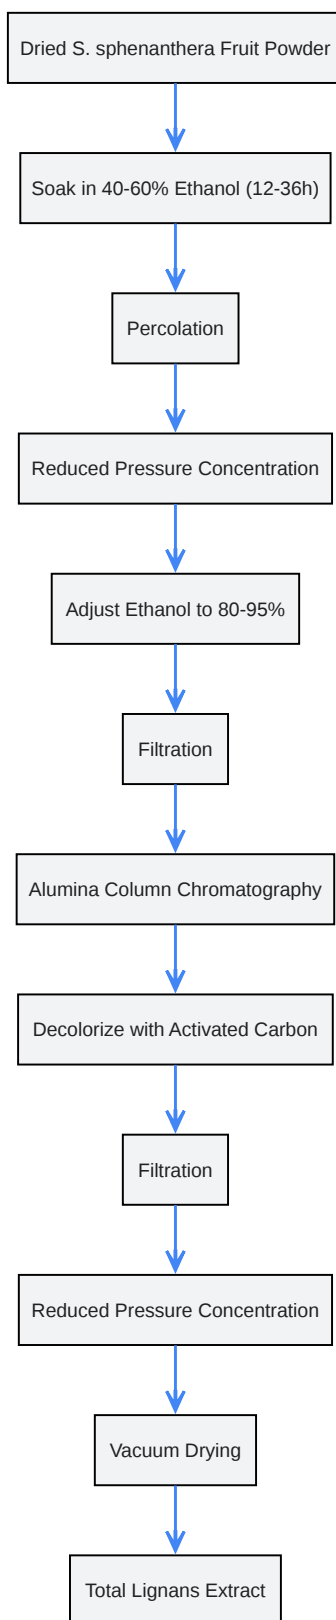 Dried S. sphenanthera Fruit Powder
Soak in 40-60% Ethanol (12-36h)
Percolation
Reduced Pressure Concentration
Adjust Ethanol to 80-95%
Filtration
Alumina Column Chromatography
Decolorize with Activated Carbon
Filtration
Reduced Pressure Concentration
Vacuum Drying
Total Lignans Extract